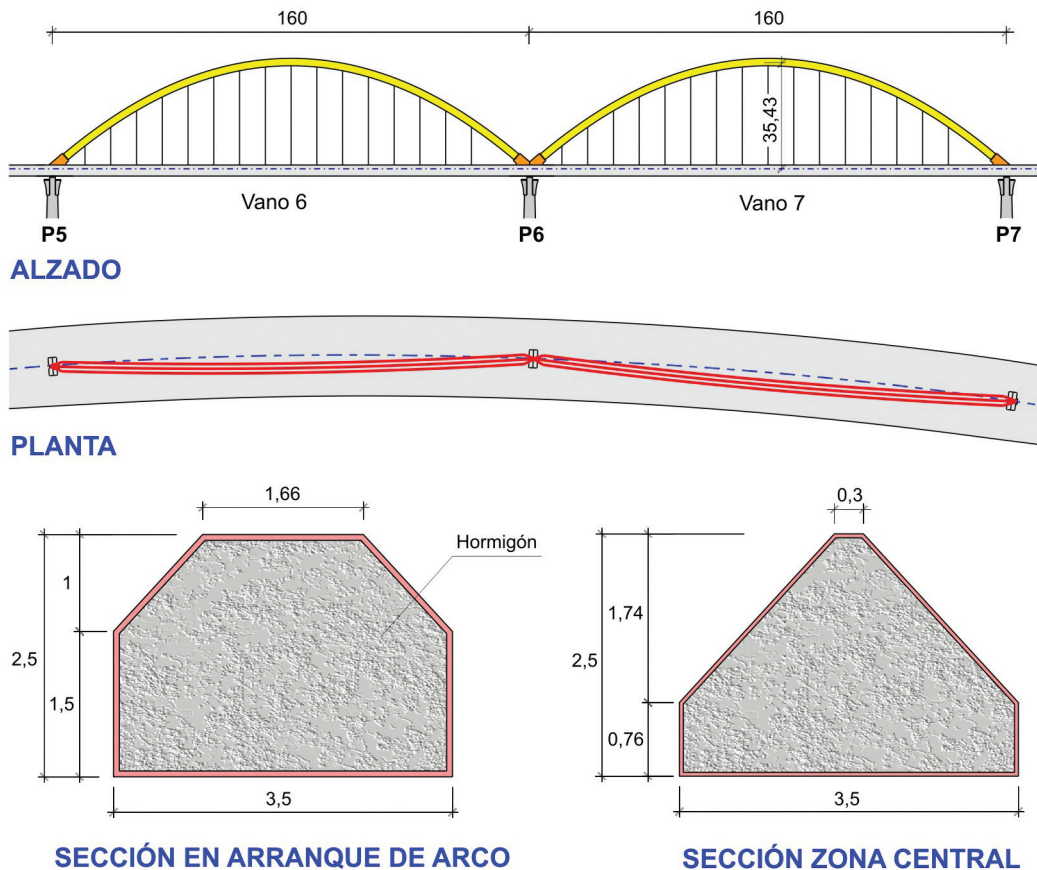 160
160
35,43
Vano 6
Vano 7
P5
P6
P7
ALZADO
PLANTA
1,66
0,3
Hormigón
1
1,74
2,5
2,5
1,5
0,76
3,5
3,5
SECCIÓN EN ARRANQUE DE ARCO
SECCIÓN ZONA CENTRAL